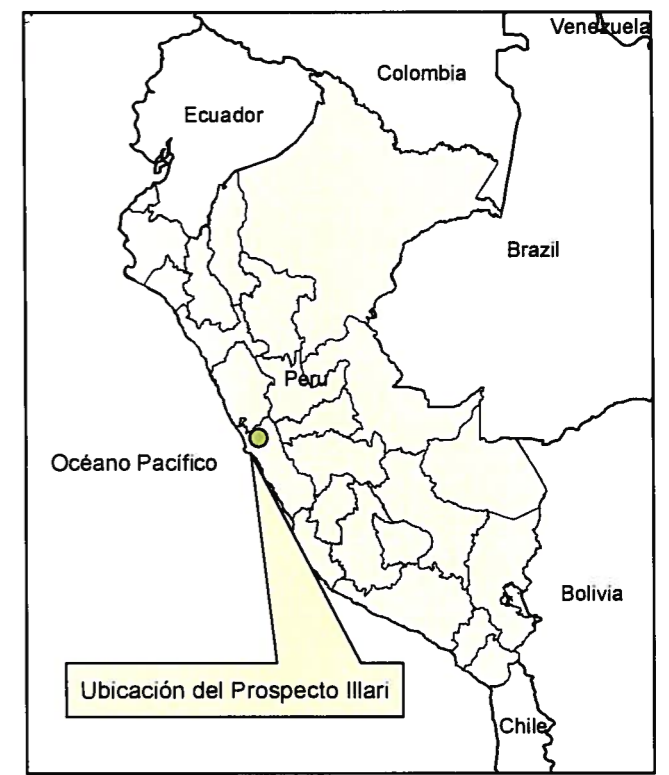 Venezuela
Colombia
Ecuador
Brazil
Peru
Océano Pacífico
Bolivia
Ubicación del Prospecto Illari
Chile